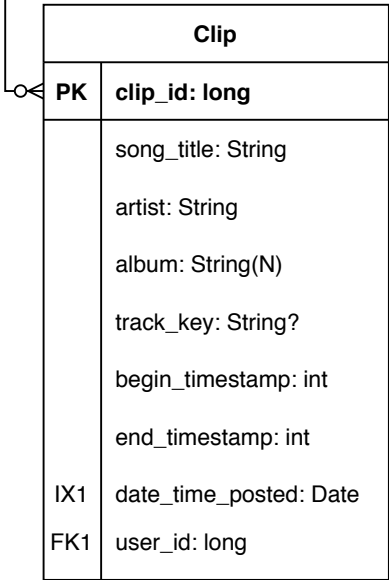 Clip
PK clip_id: long
song_title: String
artist: String
album: String(N)
track_key: String?
begin_timestamp: int
end_timestamp: int
IX1 date_time_posted: Date
FK1 user_id: long